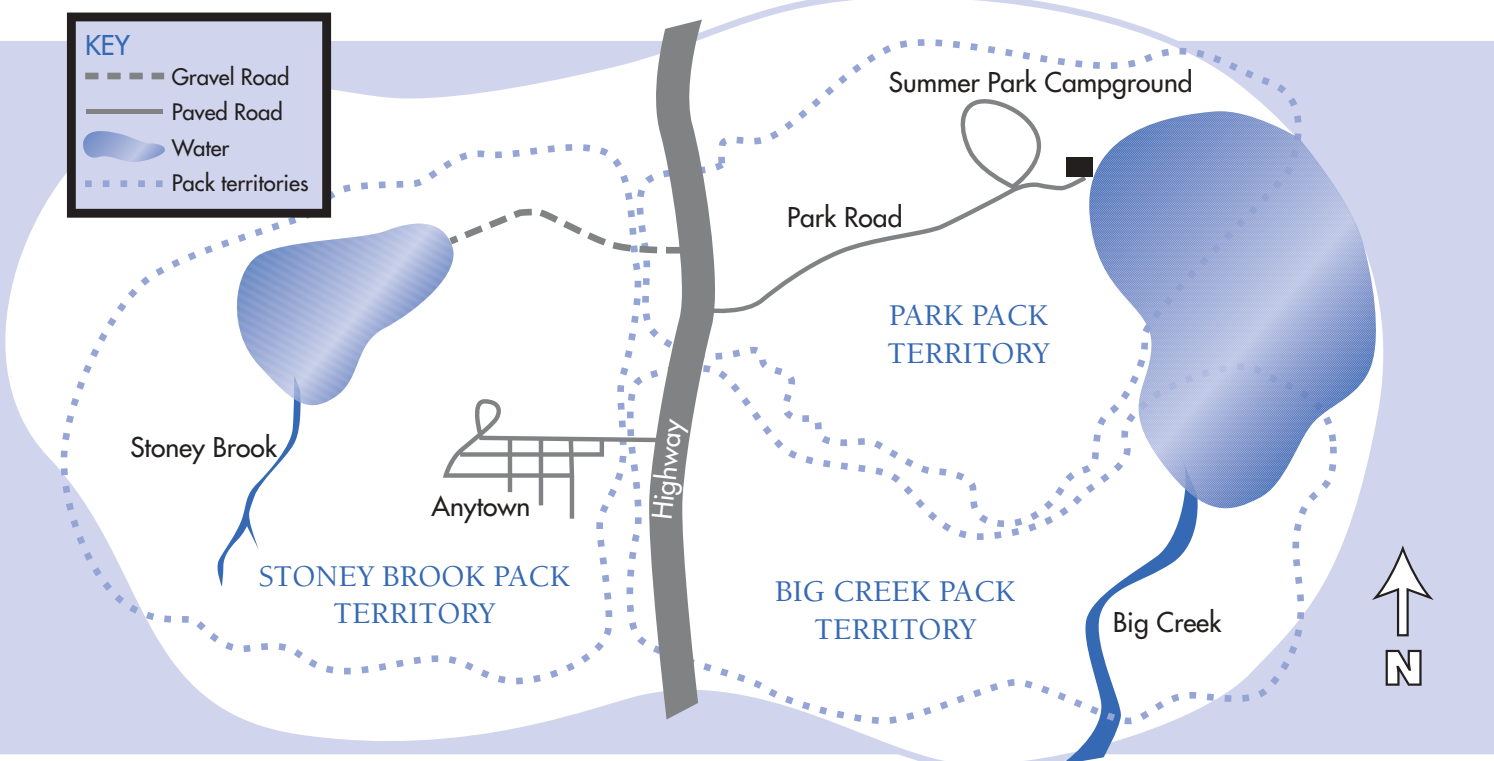 KEY
Gravel Road
Paved Road
Water
Pack territories
Summer Park Campground
Park Road
PARK PACK
TERRITORY
Stoney Brook
Anytown
Highway
STONEY BROOK PACK
TERRITORY
BIG CREEK PACK
TERRITORY
Big Creek
N